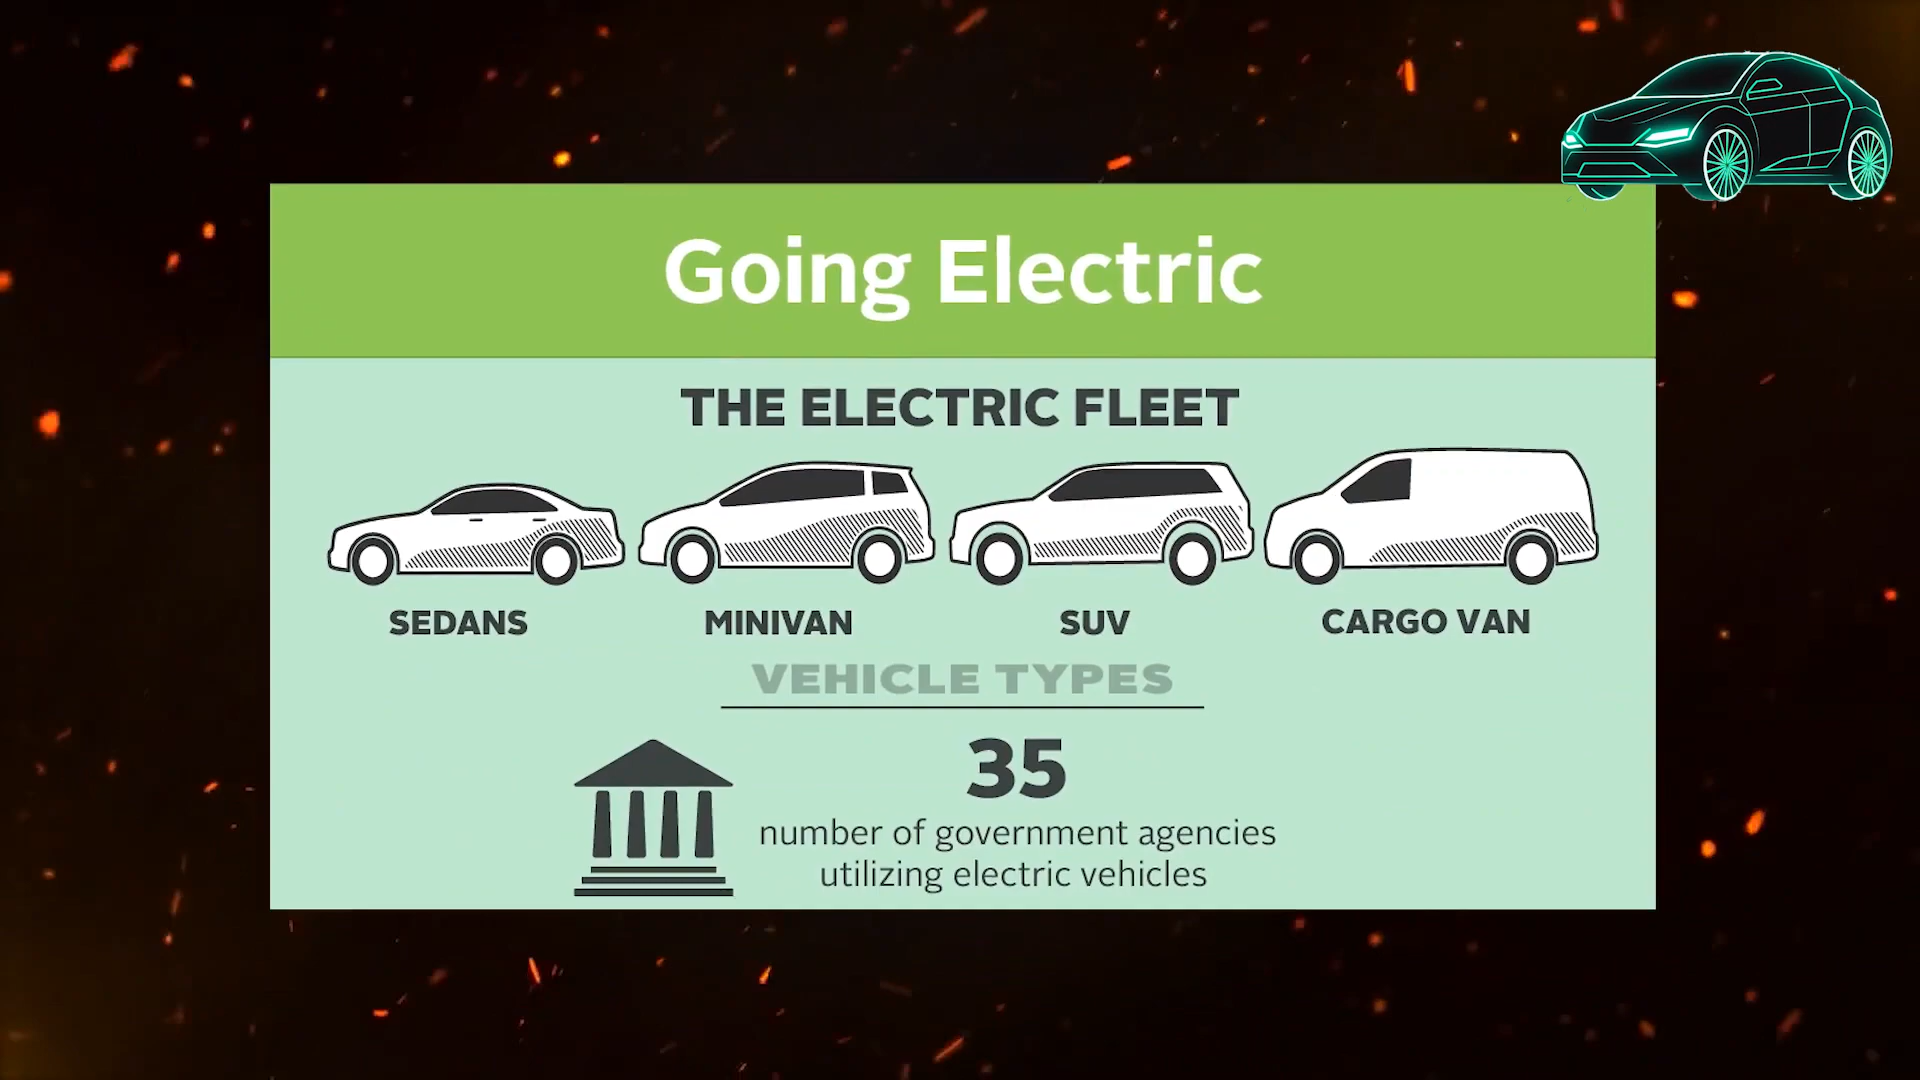 Going Electric
THE ELECTRIC FLEET
SEDANS
MINIVAN
SUV
CARGO VAN
VEHICLE TYPES
35
number of government agencies
utilizing electric vehicles